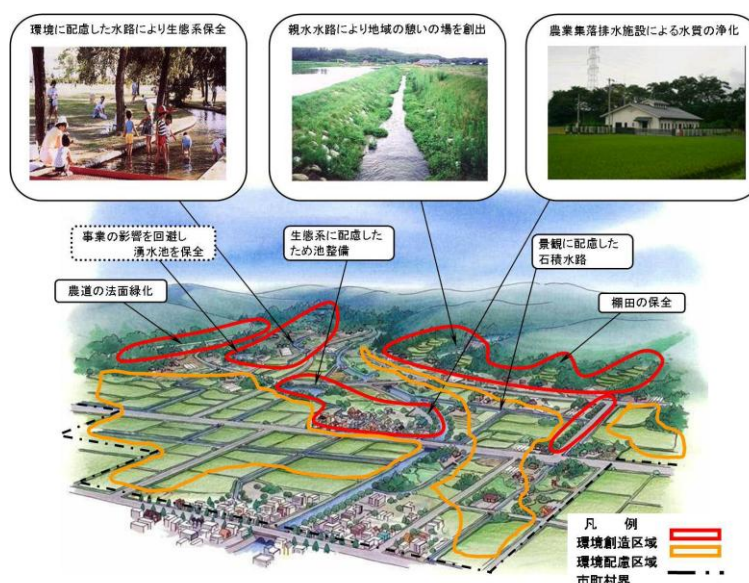 環境に配慮した水路により生態系保全
親水水路により地域の憩いの場を創出
農業集落排水施設による水質の浄化
事業の影響を回避し
湧水池を保全
生態系に配慮した
ため池整備
景観に配慮した
石積水路
農道の法面緑化
棚田の保全
凡 例
環境創造区域
環境配慮区域
市町村界